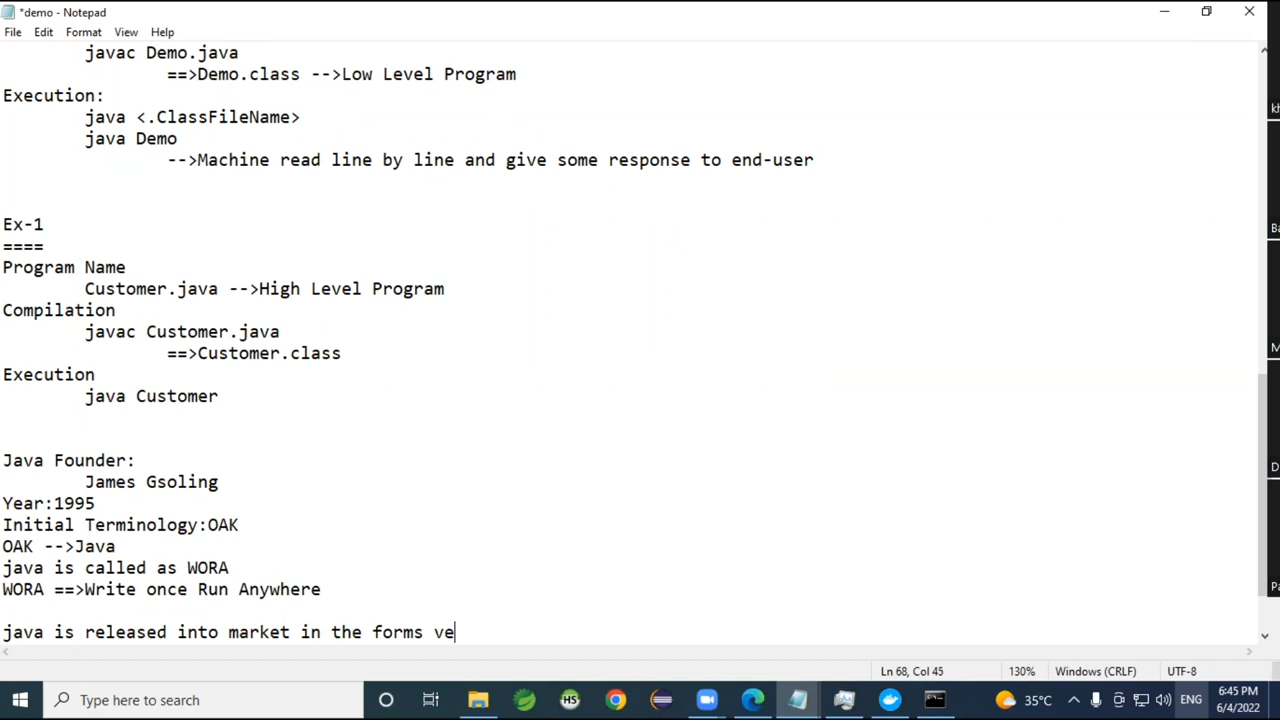 *demo - Notepad
File Edit Format View Help
javac Demo.java
==>Demo.class -->Low Level Program
Execution:
java <.ClassFileName>
java Demo
-->Machine read line by line and give some response to end-user
Ex-1
====
Program Name
Customer.java -->High Level Program
Compilation
javac Customer.java
==>Customer.class
Execution
java Customer
Java Founder:
James Gsoling
Year:1995
Initial Terminology:OAK
OAK -->Java
java is called as WORA
WORA ==>Write once Run Anywhere
java is released into market in the forms ve
Ln 68, Col 45 130% Windows (CRLF) UTF-8
Type here to search HS 35°C ENG 6:45 PM
6/4/2022